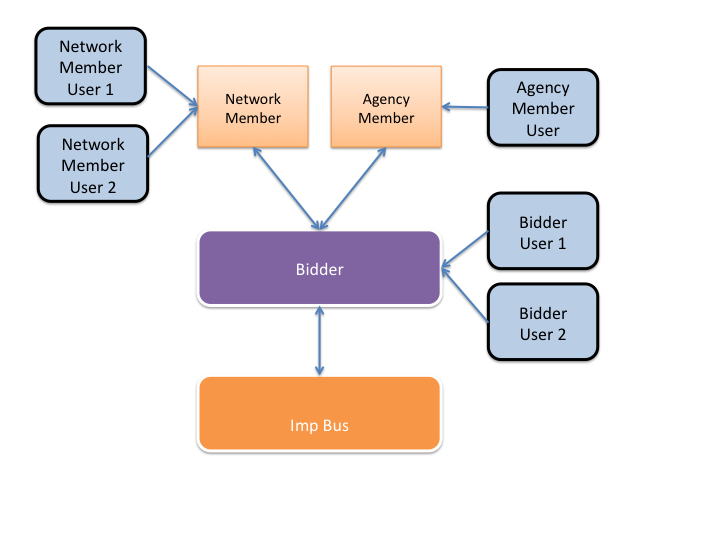 Network
Member
User 1
Network
Member
User 2
Network
Member
Agency
Member
Agency
Member
User
Bidder
User 1
Bidder
User 2
Bidder
Imp Bus